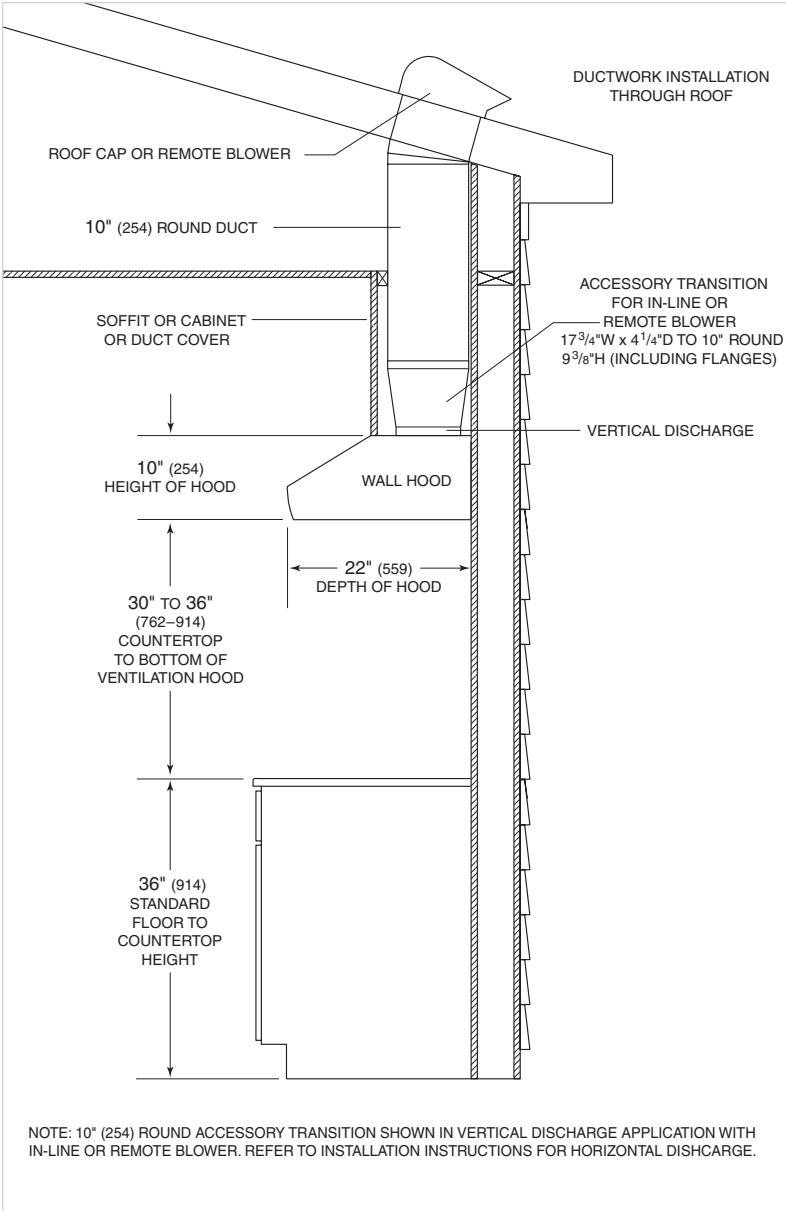 DUCTWORK INSTALLATION
THROUGH ROOF
ROOF CAP OR REMOTE BLOWER
10" (254) ROUND DUCT
SOFFIT OR CABINET
OR DUCT COVER
ACCESSORY TRANSITION
FOR IN-LINE OR
REMOTE BLOWER
17 3/4"W x 4 1/4"D TO 10" ROUND
9 3/8"H (INCLUDING FLANGES)
VERTICAL DISCHARGE
10" (254)
HEIGHT OF HOOD
WALL HOOD
22" (559)
DEPTH OF HOOD
30" TO 36"
(762–914)
COUNTERTOP
TO BOTTOM OF
VENTILATION HOOD
36" (914)
STANDARD
FLOOR TO
COUNTERTOP
HEIGHT
NOTE: 10" (254) ROUND ACCESSORY TRANSITION SHOWN IN VERTICAL DISCHARGE APPLICATION WITH
IN-LINE OR REMOTE BLOWER. REFER TO INSTALLATION INSTRUCTIONS FOR HORIZONTAL DISHCARGE.